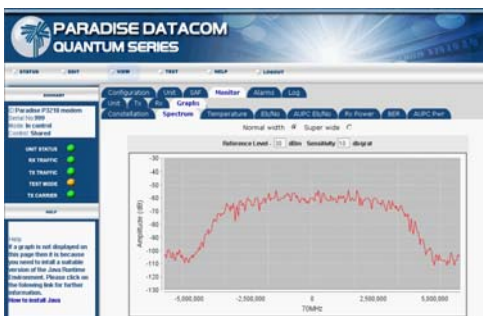 PARADISE DATACOM
QUANTUM SERIES
STATUS EDIT VIEW TEST HELP LOGOUT
SUMMARY
Paradise P3210 modem
Serial No 999
Mode: In control
Control: Shared
UNIT STATUS
RX TRAFFIC
TX TRAFFIC
TEST MODE
TX CARRIER
HELP
Help
If a graph is not displayed on
this page then it is because
you need to intall a suitable
version of the Java Runtime
Environment. Please click on
the following link for further
information.
How to install Java
Configuration Unit SAF Monitor Alarms Log
Unit Tx Rx Graphs
Constellation Spectrum Temperature Eb/No AUPC Eb/No Rx Power BER AUPC Pwr
Normal width Super wide
Reference Level - 30 dBm Sensitivity 10 db/grat
Amplitude (dB)
-30
-40
-50
-60
-70
-80
-90
-100
-110
-120
-130
-5,000,000 -2,500,000 0 2,500,000 5,000,000
70MHz